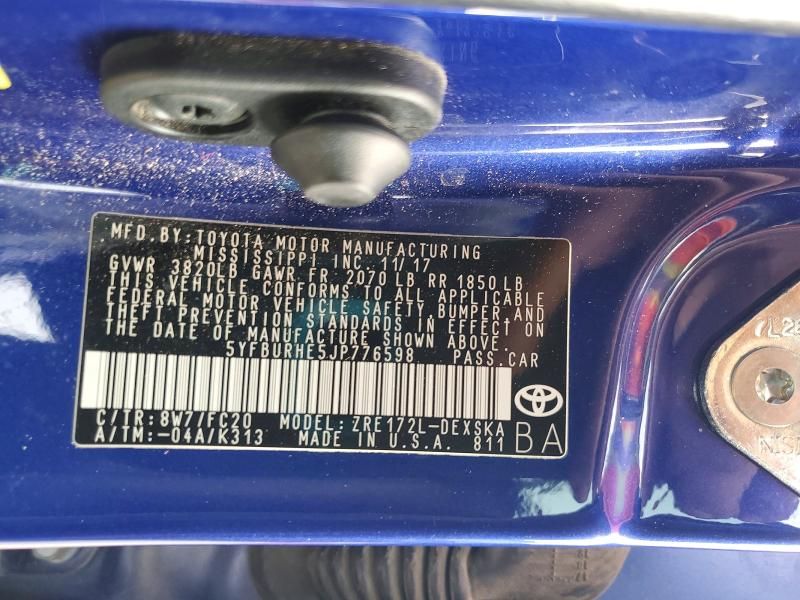 MFD. BY: TOYOTA MOTOR MANUFACTURING
MISSISSIPPI INC. 11/17
GVWR 3820LB GAWR FR. 2070 LB RR 1850 LB
THIS VEHICLE CONFORMS TO ALL APPLICABLE
FEDERAL MOTOR VEHICLE SAFETY, BUMPER, AND
THEFT PREVENTION STANDARDS IN EFFECT ON
THE DATE OF MANUFACTURE SHOWN ABOVE.
5YFBURHE5JP776598 PASS. CAR
C/TR: 8W7/FC20 MODEL: ZRE172L-DEXSKA
A/TM: -04A/K313 MADE IN U.S.A. 811 BA